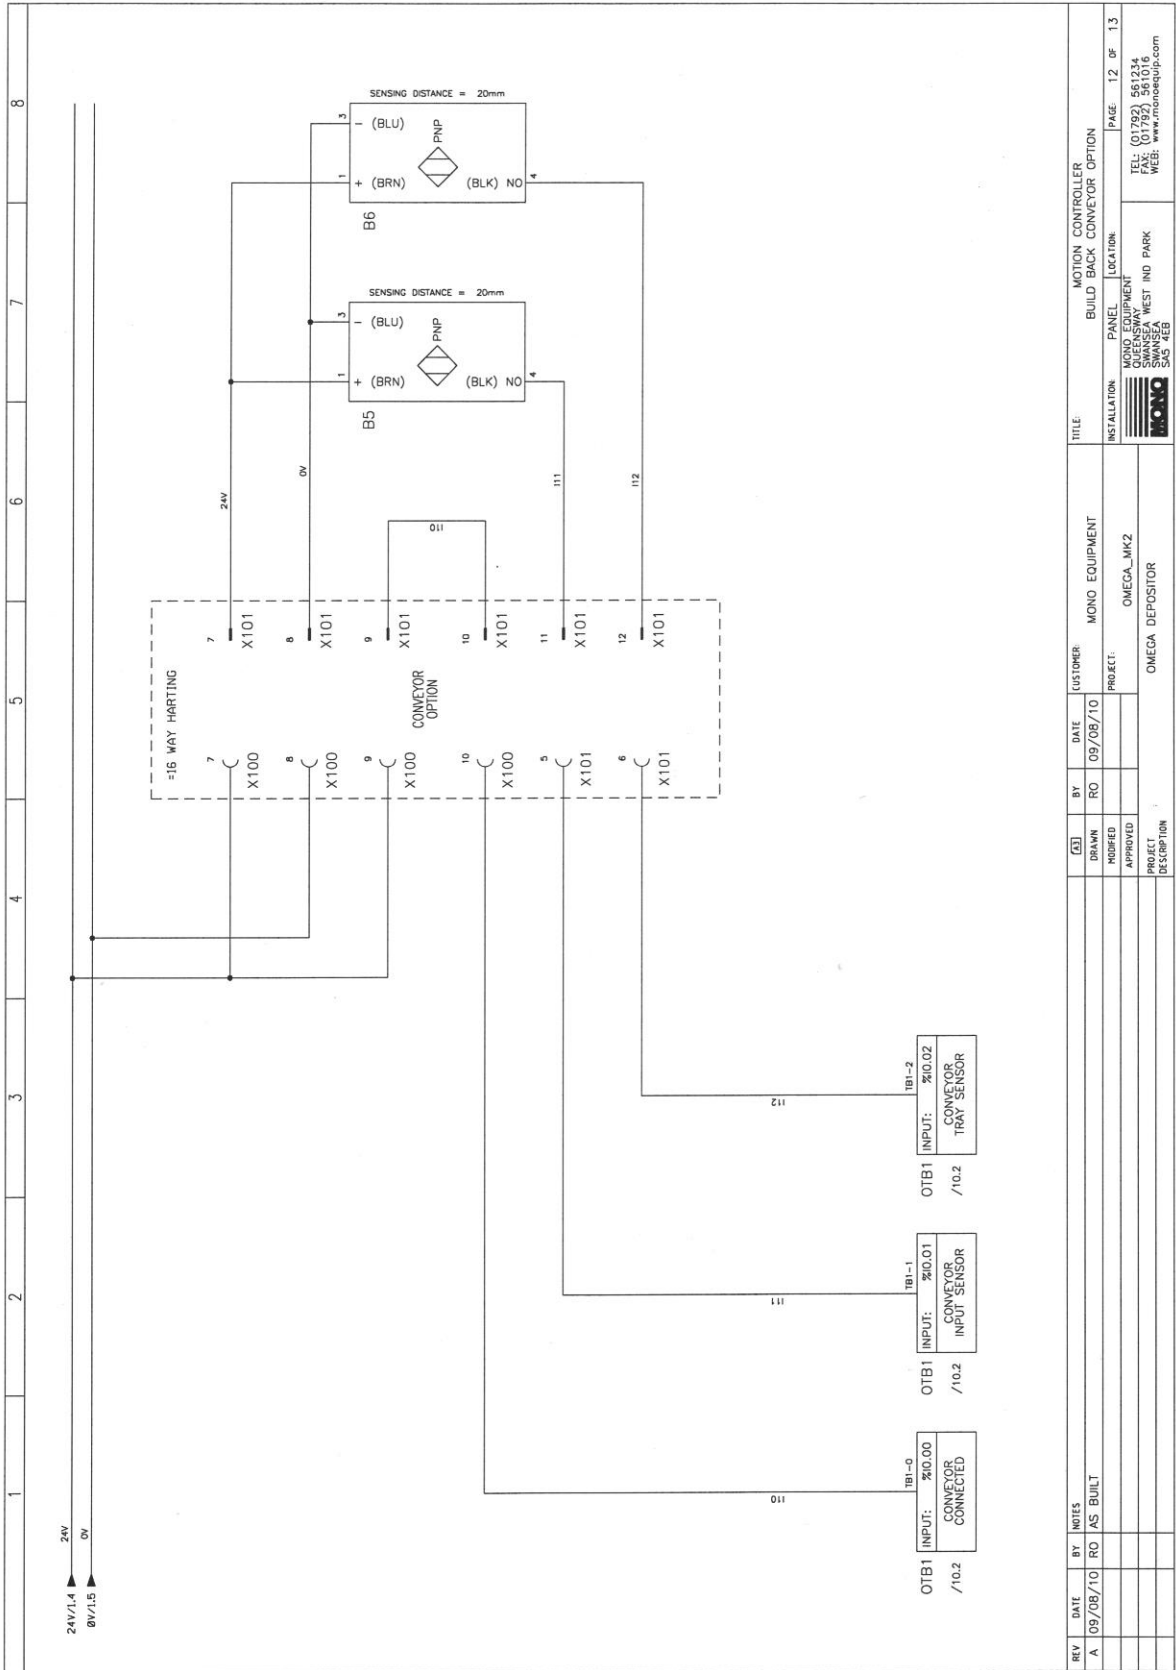 1 2 3 4 5 6 7 8
24V/1.4 24V
0V/1.5 0V
=16 WAY HARTING
7 X100
8 X100
9 X100
10 X100
5 X101
6 X101
CONVEYOR
OPTION
7 X101
8 X101
9 X101
10 X101
11 X101
12 X101
24V
0V
I10
I11
I12
B5
SENSING DISTANCE = 20mm
1 3
+ (BRN) - (BLU)
PNP
(BLK) NO
4
B6
SENSING DISTANCE = 20mm
1 3
+ (BRN) - (BLU)
PNP
(BLK) NO
4
I10
I11
I12
TB1-0
OTB1 INPUT: %I0.00
/10.2 CONVEYOR
CONNECTED
TB1-1
OTB1 INPUT: %I0.01
/10.2 CONVEYOR
INPUT SENSOR
TB1-2
OTB1 INPUT: %I0.02
/10.2 CONVEYOR
TRAY SENSOR
REV DATE BY NOTES
A 09/08/10 RO AS BUILT
A3 BY DATE
DRAWN RO 09/08/10
MODIFIED
APPROVED
PROJECT
DESCRIPTION
OMEGA DEPOSITOR
CUSTOMER: MONO EQUIPMENT
PROJECT: OMEGA_MK2
TITLE: MOTION CONTROLLER
BUILD BACK CONVEYOR OPTION
INSTALLATION: PANEL LOCATION: PAGE: 12 OF 13
MONO
MONO EQUIPMENT
QUEENSWAY
SWANSEA WEST IND PARK
SWANSEA
SA5 4EB
TEL: (01792) 561234
FAX: (01792) 561016
WEB: www.monoequip.com